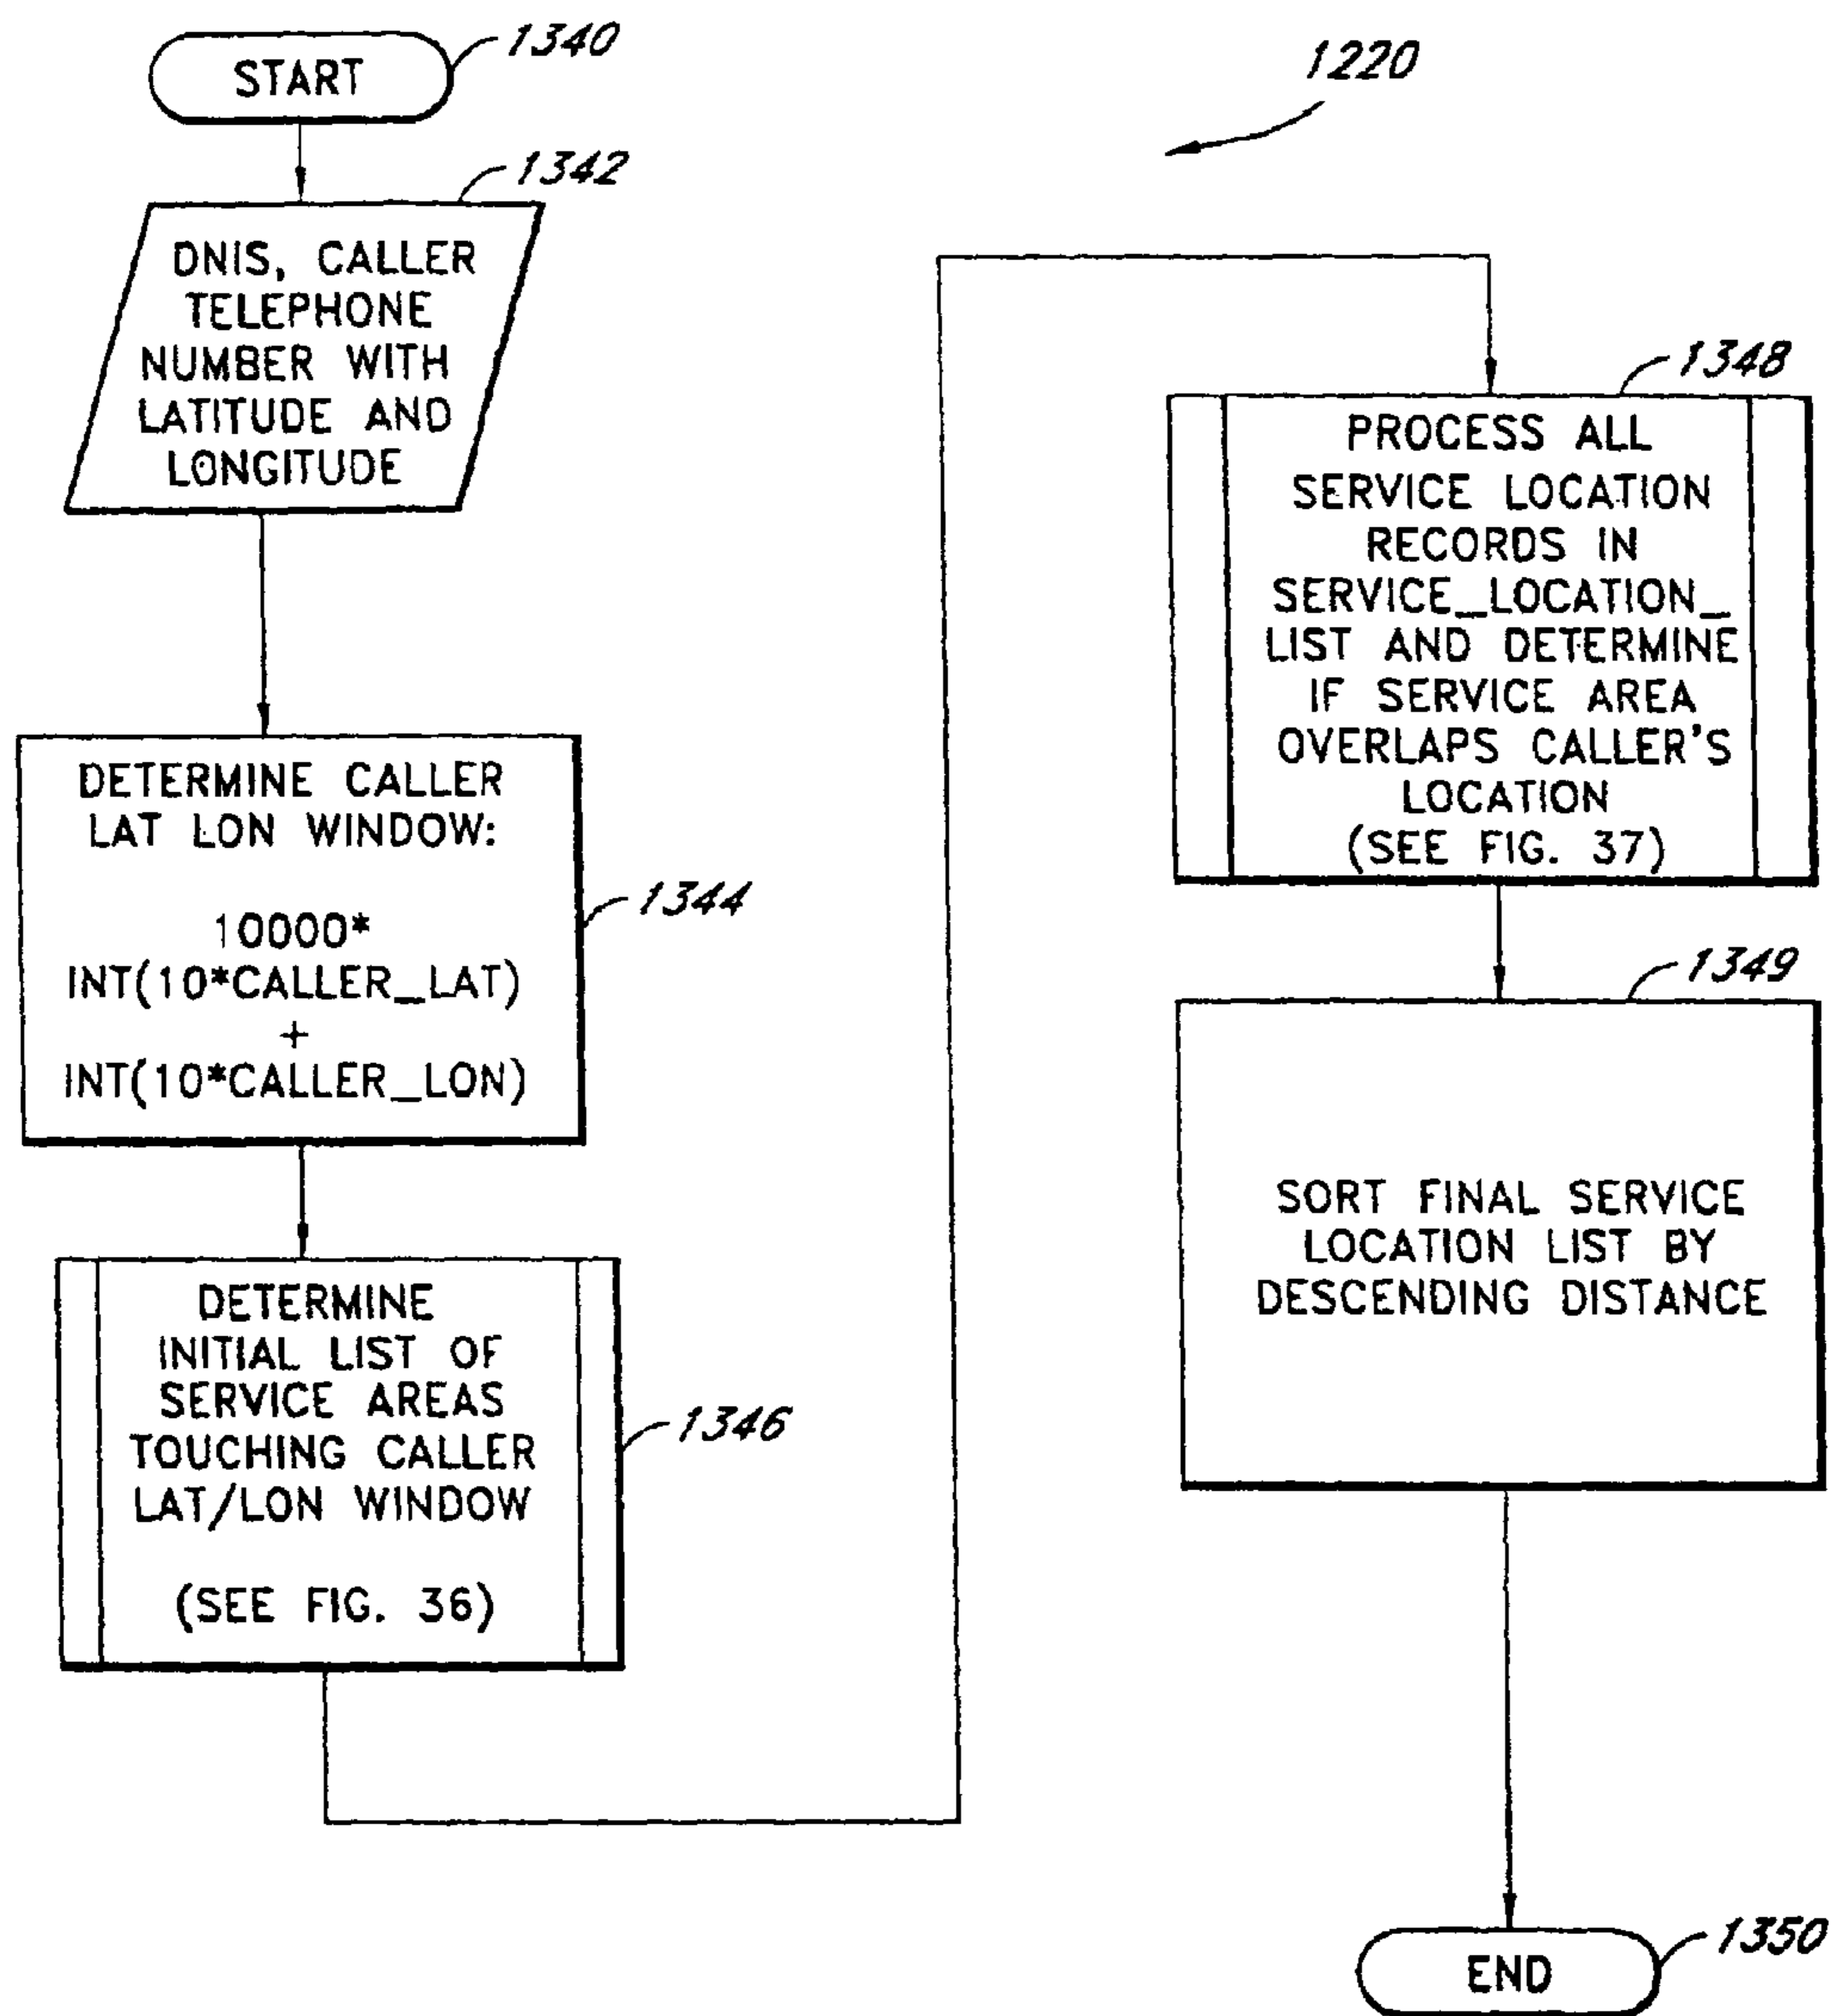 START
1340
1220
1342
DNIS, CALLER
TELEPHONE
NUMBER WITH
LATITUDE AND
LONGITUDE
DETERMINE CALLER
LAT LON WINDOW:
10000*
INT(10*CALLER_LAT)
+
INT(10*CALLER_LON)
1344
DETERMINE
INITIAL LIST OF
SERVICE AREAS
TOUCHING CALLER
LAT/LON WINDOW
(SEE FIG. 36)
1346
1348
PROCESS ALL
SERVICE LOCATION
RECORDS IN
SERVICE_LOCATION_
LIST AND DETERMINE
IF SERVICE AREA
OVERLAPS CALLER'S
LOCATION
(SEE FIG. 37)
1349
SORT FINAL SERVICE
LOCATION LIST BY
DESCENDING DISTANCE
END
1350